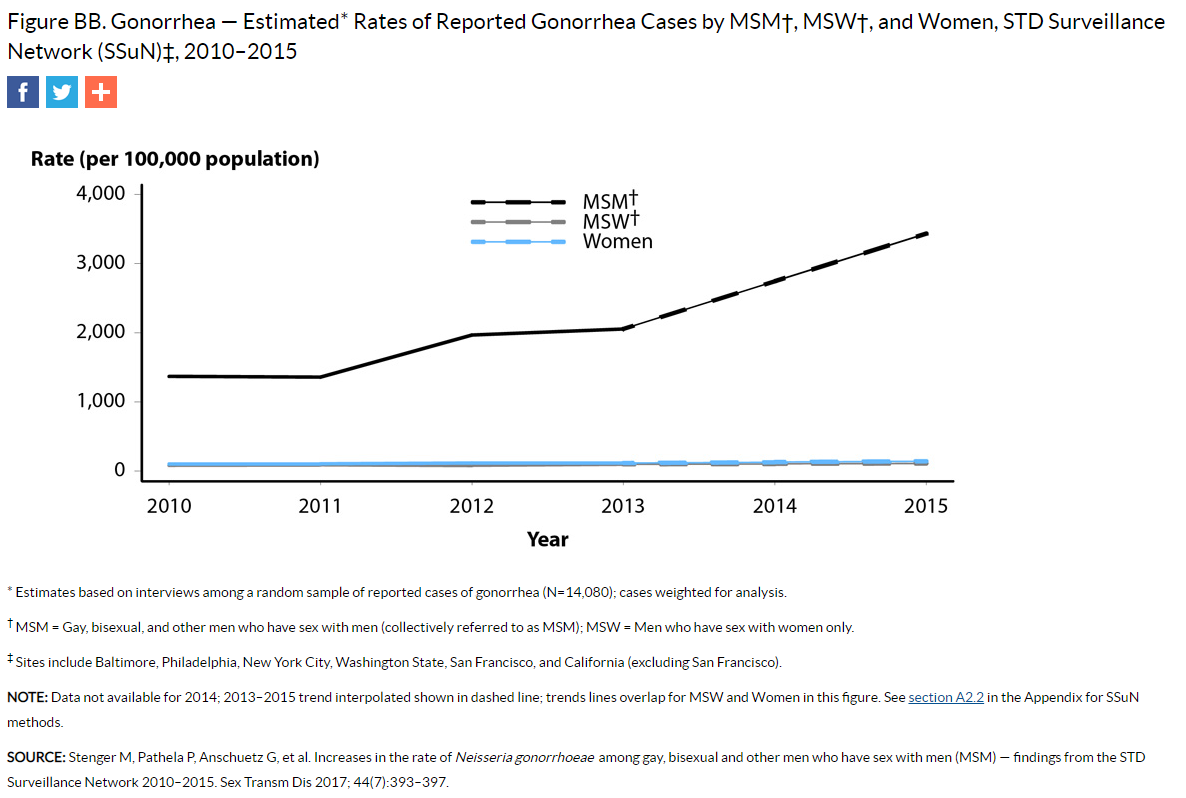 Figure BB. Gonorrhea — Estimated* Rates of Reported Gonorrhea Cases by MSM†, MSW†, and Women, STD Surveillance
Network (SSuN)‡, 2010–2015
Rate (per 100,000 population)
4,000
3,000
2,000
1,000
0
MSM†
MSW†
Women
2010 2011 2012 2013 2014 2015
Year
* Estimates based on interviews among a random sample of reported cases of gonorrhea (N=14,080); cases weighted for analysis.
† MSM = Gay, bisexual, and other men who have sex with men (collectively referred to as MSM); MSW = Men who have sex with women only.
‡ Sites include Baltimore, Philadelphia, New York City, Washington State, San Francisco, and California (excluding San Francisco).
NOTE: Data not available for 2014; 2013–2015 trend interpolated shown in dashed line; trends lines overlap for MSW and Women in this figure. See section A2.2 in the Appendix for SSuN
methods.
SOURCE: Stenger M, Pathela P, Anschuetz G, et al. Increases in the rate of Neisseria gonorrhoeae among gay, bisexual and other men who have sex with men (MSM) — findings from the STD
Surveillance Network 2010–2015. Sex Transm Dis 2017; 44(7):393–397.